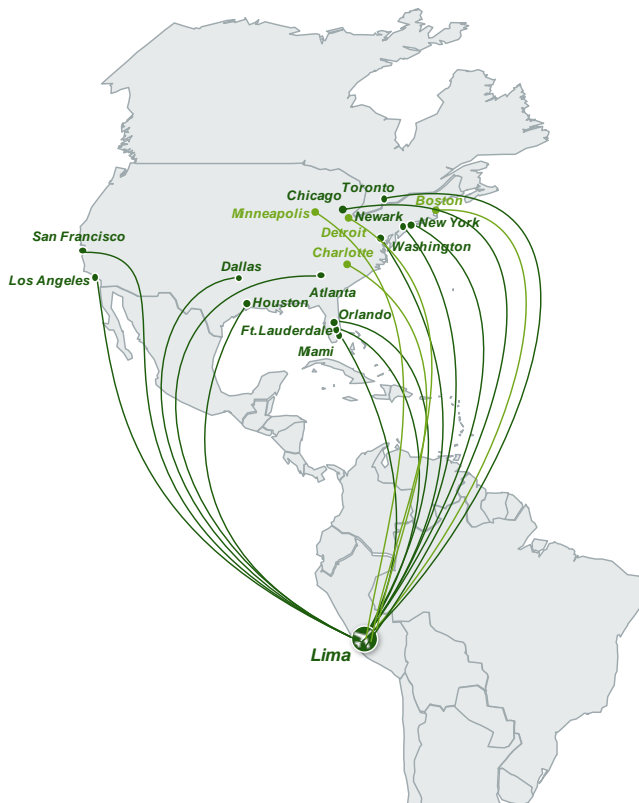 Toronto
Chicago
Boston
Minneapolis
Newark
New York
Detroit
San Francisco
Washington
Charlotte
Dallas
Los Angeles
Atlanta
Houston
Orlando
Ft.Lauderdale
Miami
Lima